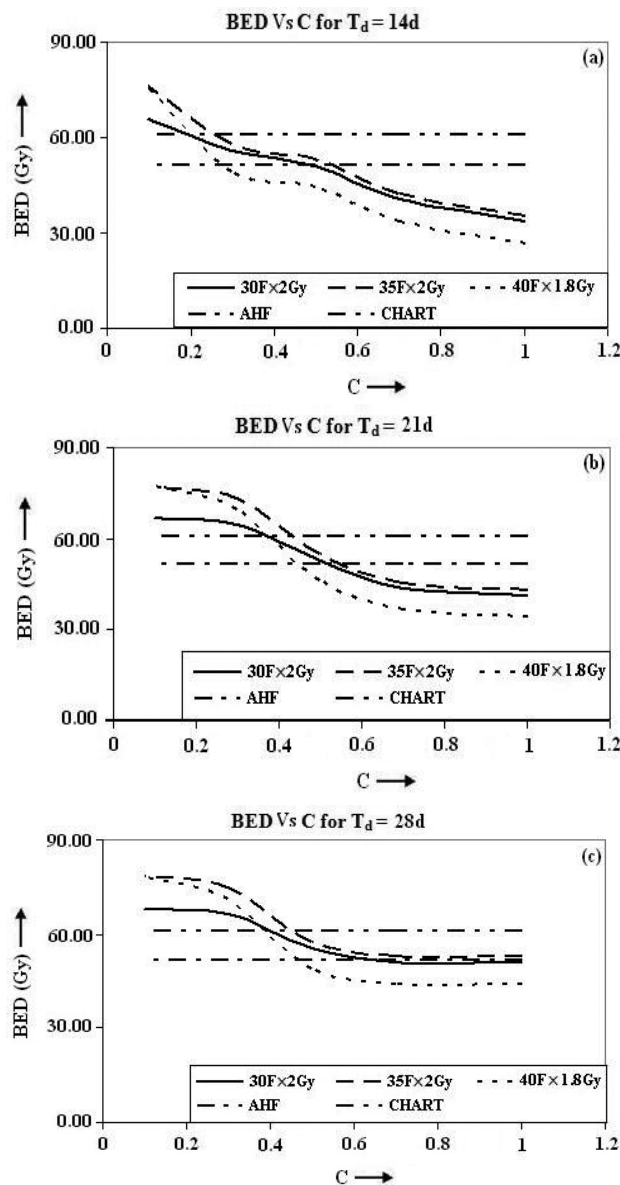 BED Vs C for Td = 14d
(a)
BED (Gy)
90.00
60.00
30.00
0.00
30F×2Gy 35F×2Gy 40F×1.8Gy
AHF CHART
0 0.2 0.4 0.6 0.8 1 1.2
C
BED Vs C for Td = 21d
(b)
BED (Gy)
90.00
60.00
30.00
0.00
30F×2Gy 35F×2Gy 40F×1.8Gy
AHF CHART
0 0.2 0.4 0.6 0.8 1 1.2
C
BED Vs C for Td = 28d
(c)
BED (Gy)
90.00
60.00
30.00
0.00
30F×2Gy 35F×2Gy 40F×1.8Gy
AHF CHART
0 0.2 0.4 0.6 0.8 1 1.2
C